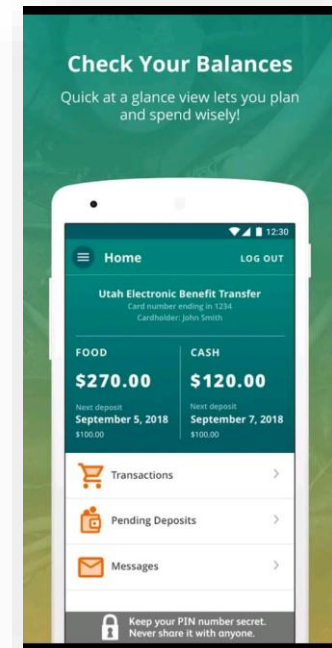 Check Your Balances
Quick at a glance view lets you plan
and spend wisely!
12:30
Home
LOG OUT
Utah Electronic Benefit Transfer
Card number ending in 1234
Cardholder: John Smith
FOOD
CASH
$270.00
$120.00
Next deposit
Next deposit
September 5, 2018
September 7, 2018
$100.00
$100.00
Transactions
Pending Deposits
Messages
Keep your PIN number secret.
Never share it with anyone.